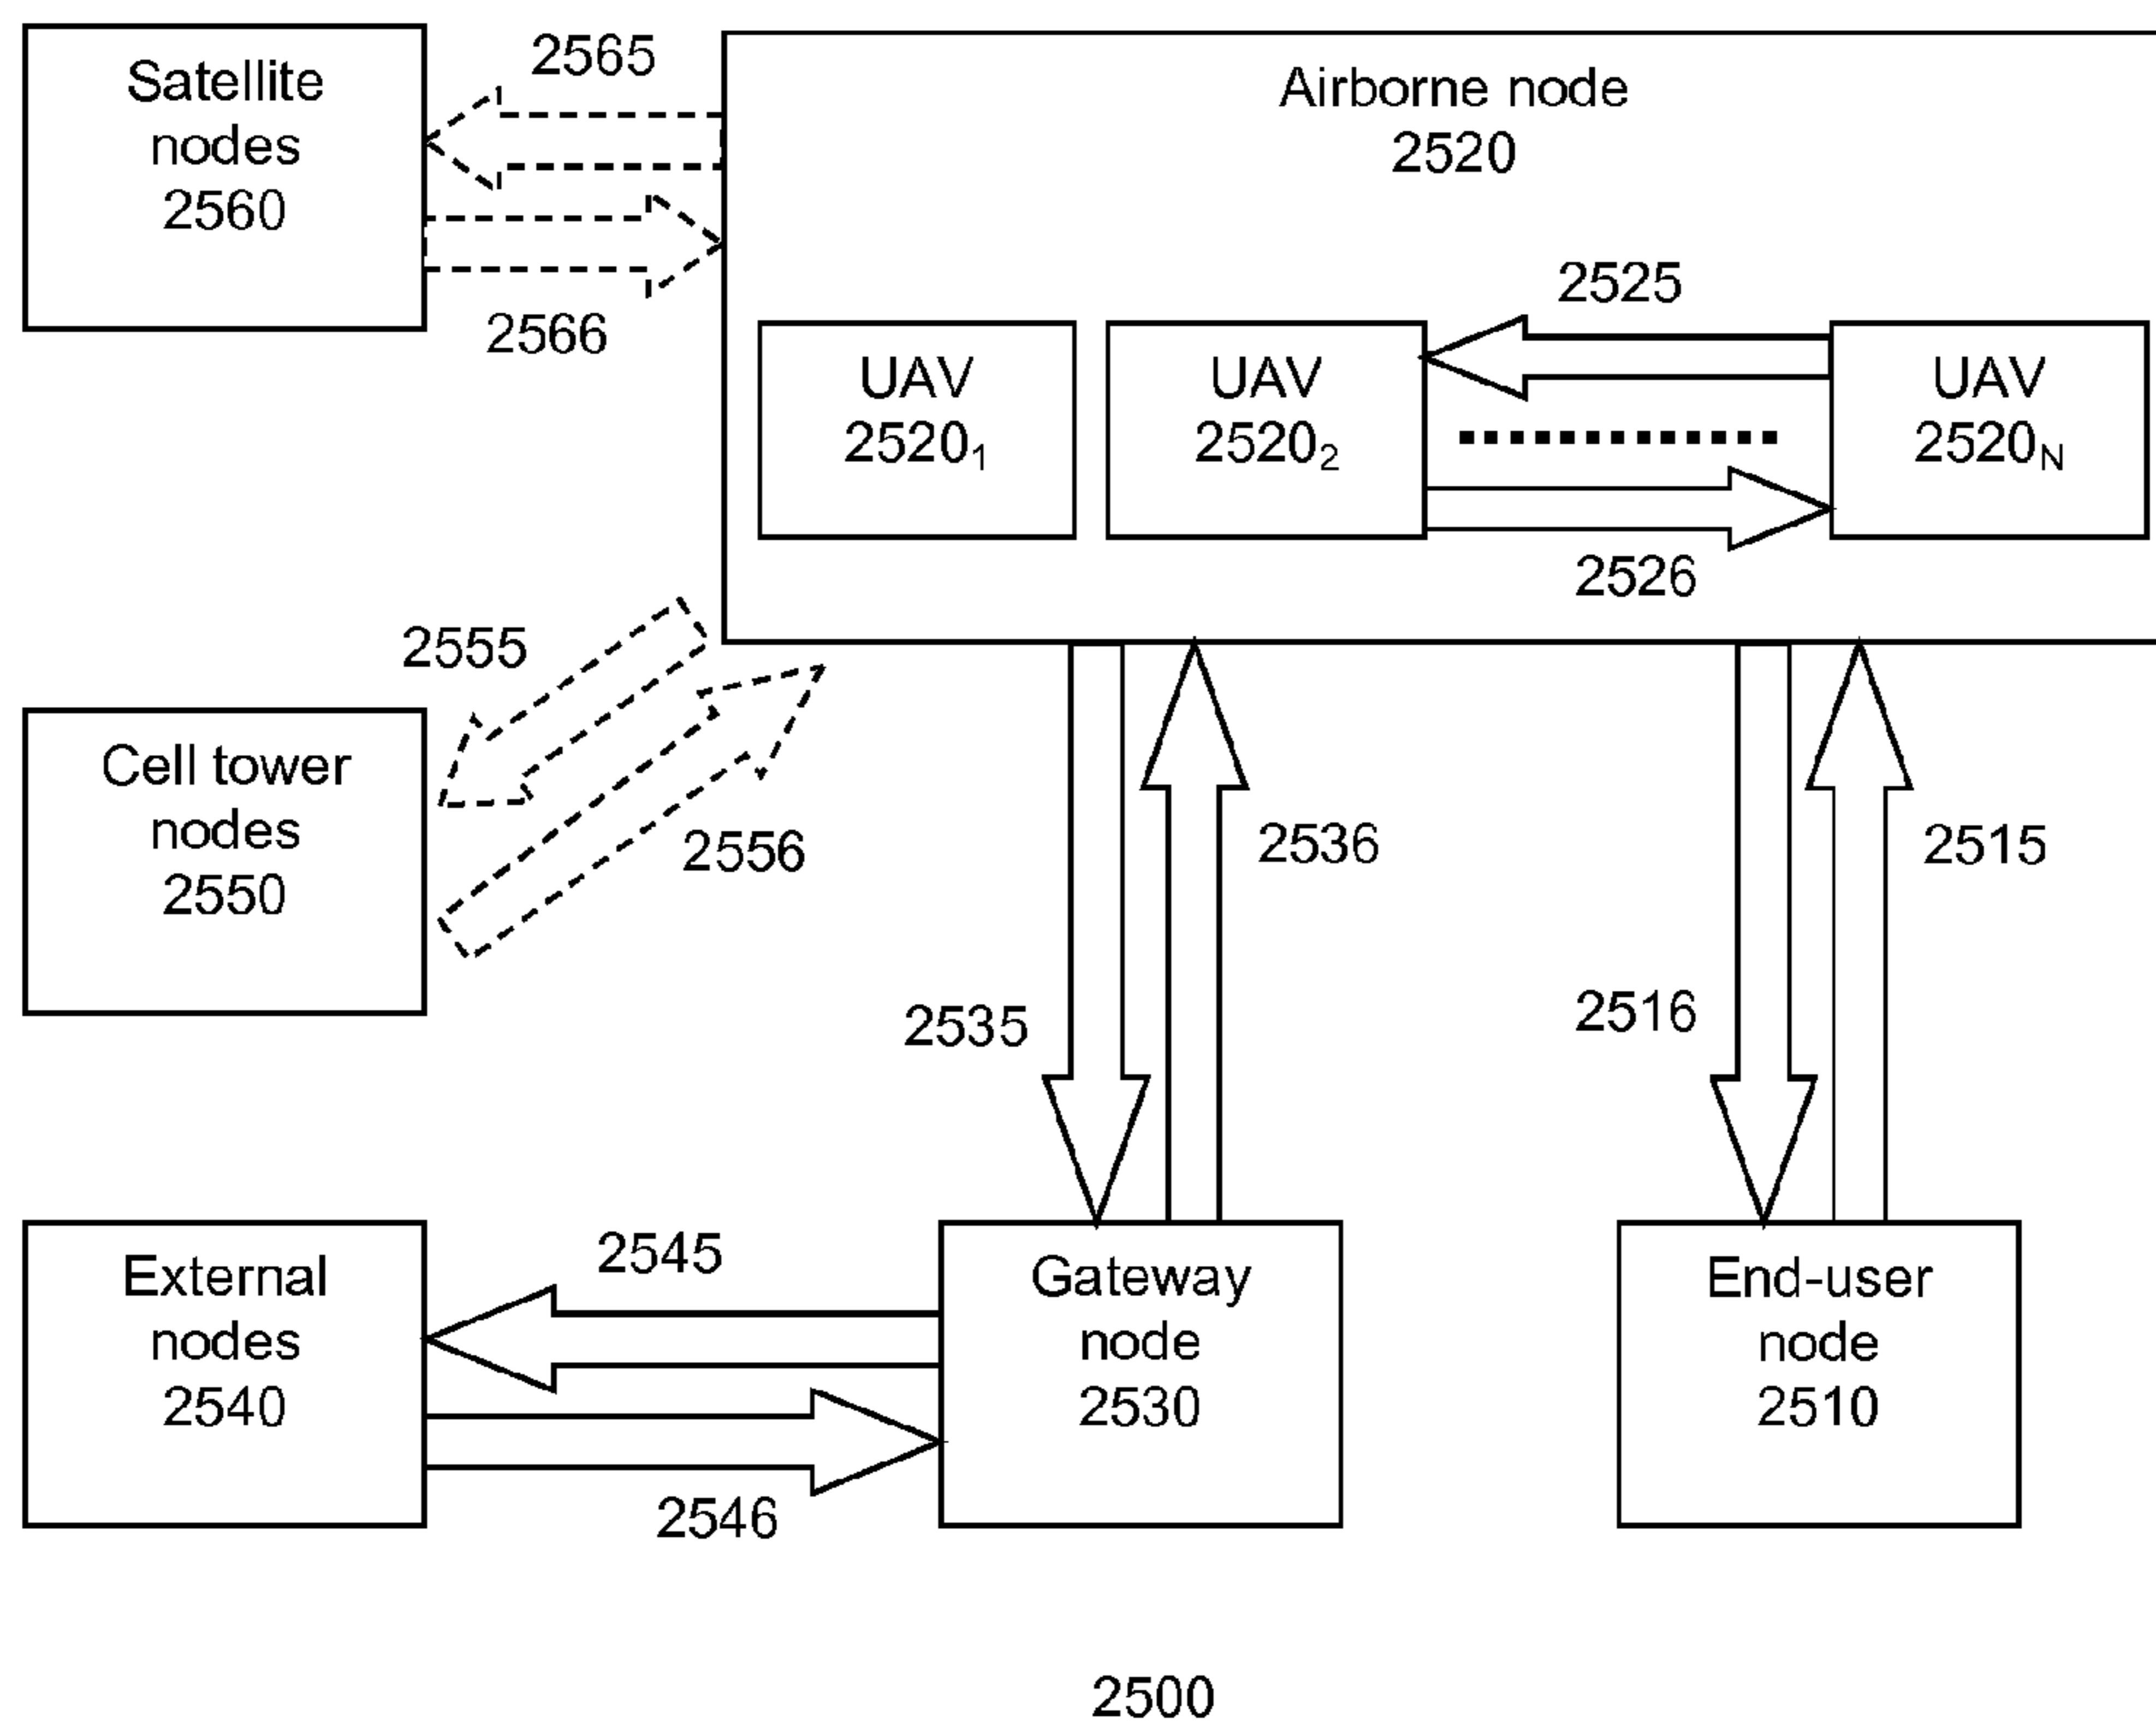 Satellite
nodes
2560
2565
2566
Airborne node
2520
2525
UAV
2520₁
UAV
2520₂
UAV
2520N
2526
2555
2556
Cell tower
nodes
2550
2536
2515
2535
2516
External
nodes
2540
2545
2546
Gateway
node
2530
End-user
node
2510
2500